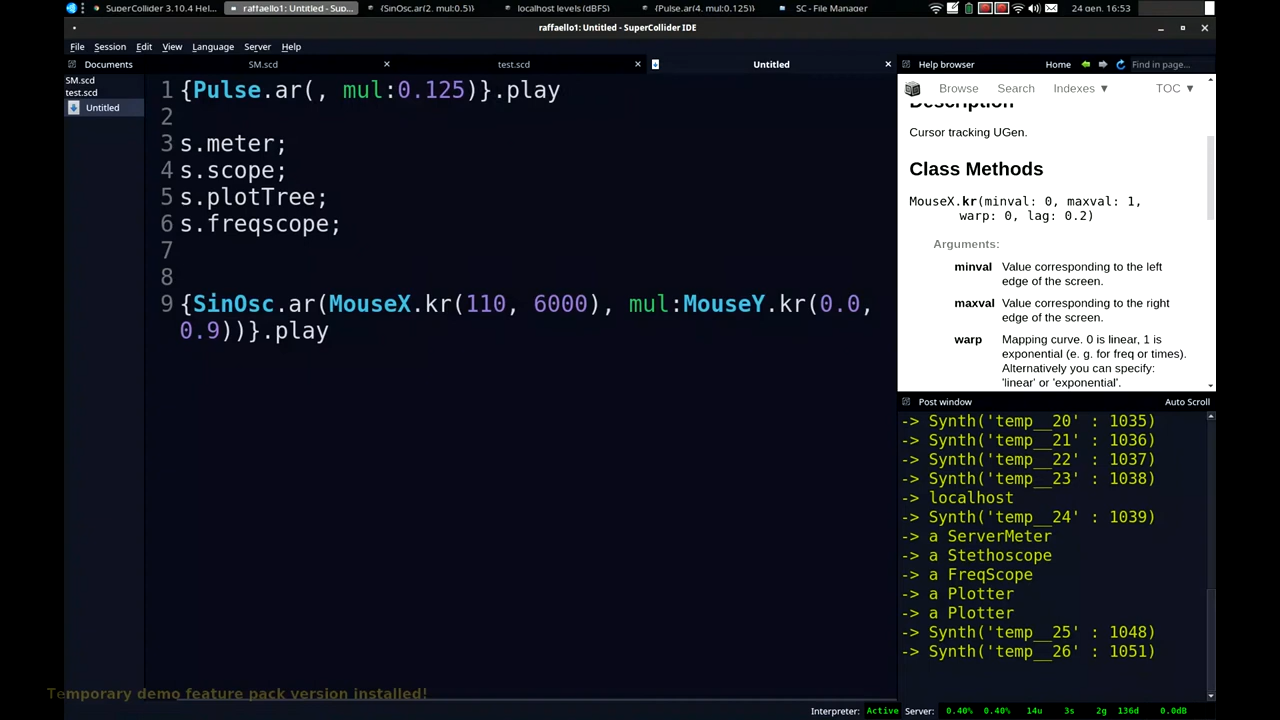 SuperCollider 3.10.4 Hel...
raffaello1: Untitled - Sup...
{SinOsc.ar(2, mul:0.5)}...
localhost levels (dBFS)
{Pulse.ar(4, mul:0.125)}...
SC - File Manager
24 gen, 16:53
raffaello1: Untitled - SuperCollider IDE
File Session Edit View Language Server Help
Documents
SM.scd
test.scd
Untitled
Help browser
Home
Find in page...
SM.scd
test.scd
Untitled
1 {Pulse.ar(, mul:0.125)}.play
2
3 s.meter;
4 s.scope;
5 s.plotTree;
6 s.freqscope;
7
8
9 {SinOsc.ar(MouseX.kr(110, 6000), mul:MouseY.kr(0.0,
0.9))}.play
Browse Search Indexes ▼ TOC ▼
Description
Cursor tracking UGen.
Class Methods
MouseX.kr(minval: 0, maxval: 1,
warp: 0, lag: 0.2)
Arguments:
minval Value corresponding to the left
edge of the screen.
maxval Value corresponding to the right
edge of the screen.
warp Mapping curve. 0 is linear, 1 is
exponential (e. g. for freq or times).
Alternatively you can specify:
'linear' or 'exponential'.
Post window
Auto Scroll
-> Synth('temp__20' : 1035)
-> Synth('temp__21' : 1036)
-> Synth('temp__22' : 1037)
-> Synth('temp__23' : 1038)
-> localhost
-> Synth('temp__24' : 1039)
-> a ServerMeter
-> a Stethoscope
-> a FreqScope
-> a Plotter
-> a Plotter
-> Synth('temp__25' : 1048)
-> Synth('temp__26' : 1051)
Temporary demo feature pack version installed!
Interpreter: Active Server: 0.40% 0.40% 14u 3s 2g 136d 0.0dB